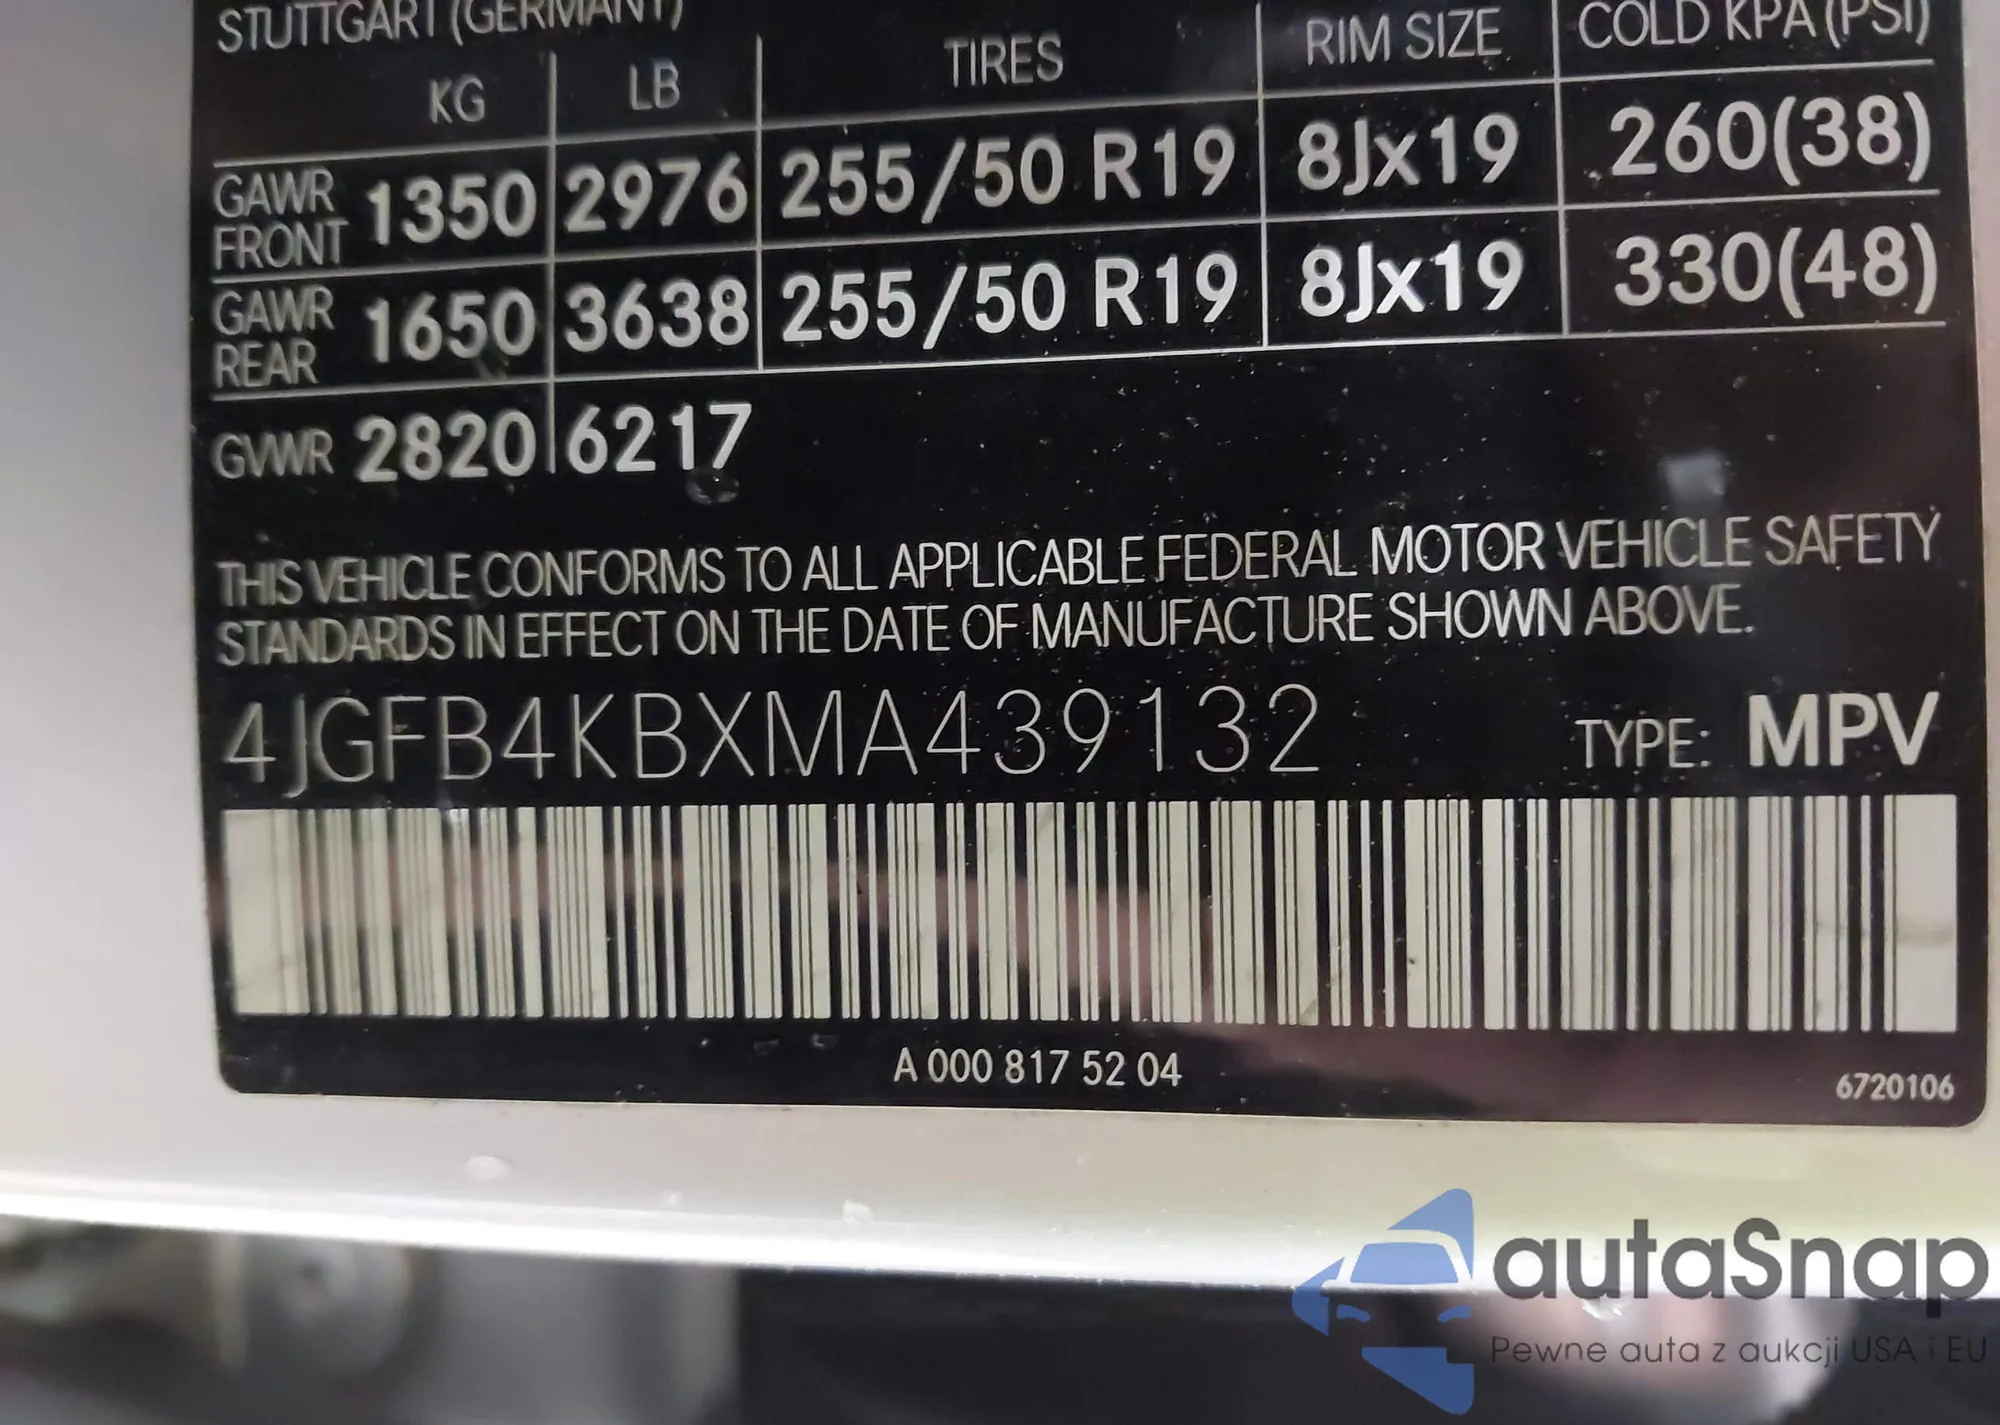 STUTTGART (GERMANY)
KG LB TIRES RIM SIZE COLD KPA (PSI)
GAWR FRONT 1350 2976 255/50 R19 8Jx19 260(38)
GAWR REAR 1650 3638 255/50 R19 8Jx19 330(48)
GVWR 2820 6217
THIS VEHICLE CONFORMS TO ALL APPLICABLE FEDERAL MOTOR VEHICLE SAFETY
STANDARDS IN EFFECT ON THE DATE OF MANUFACTURE SHOWN ABOVE.
4JGFB4KBXMA439132 TYPE: MPV
A 000 817 52 04
6720106
autaSnap
Pewne auta z aukcji USA i EU